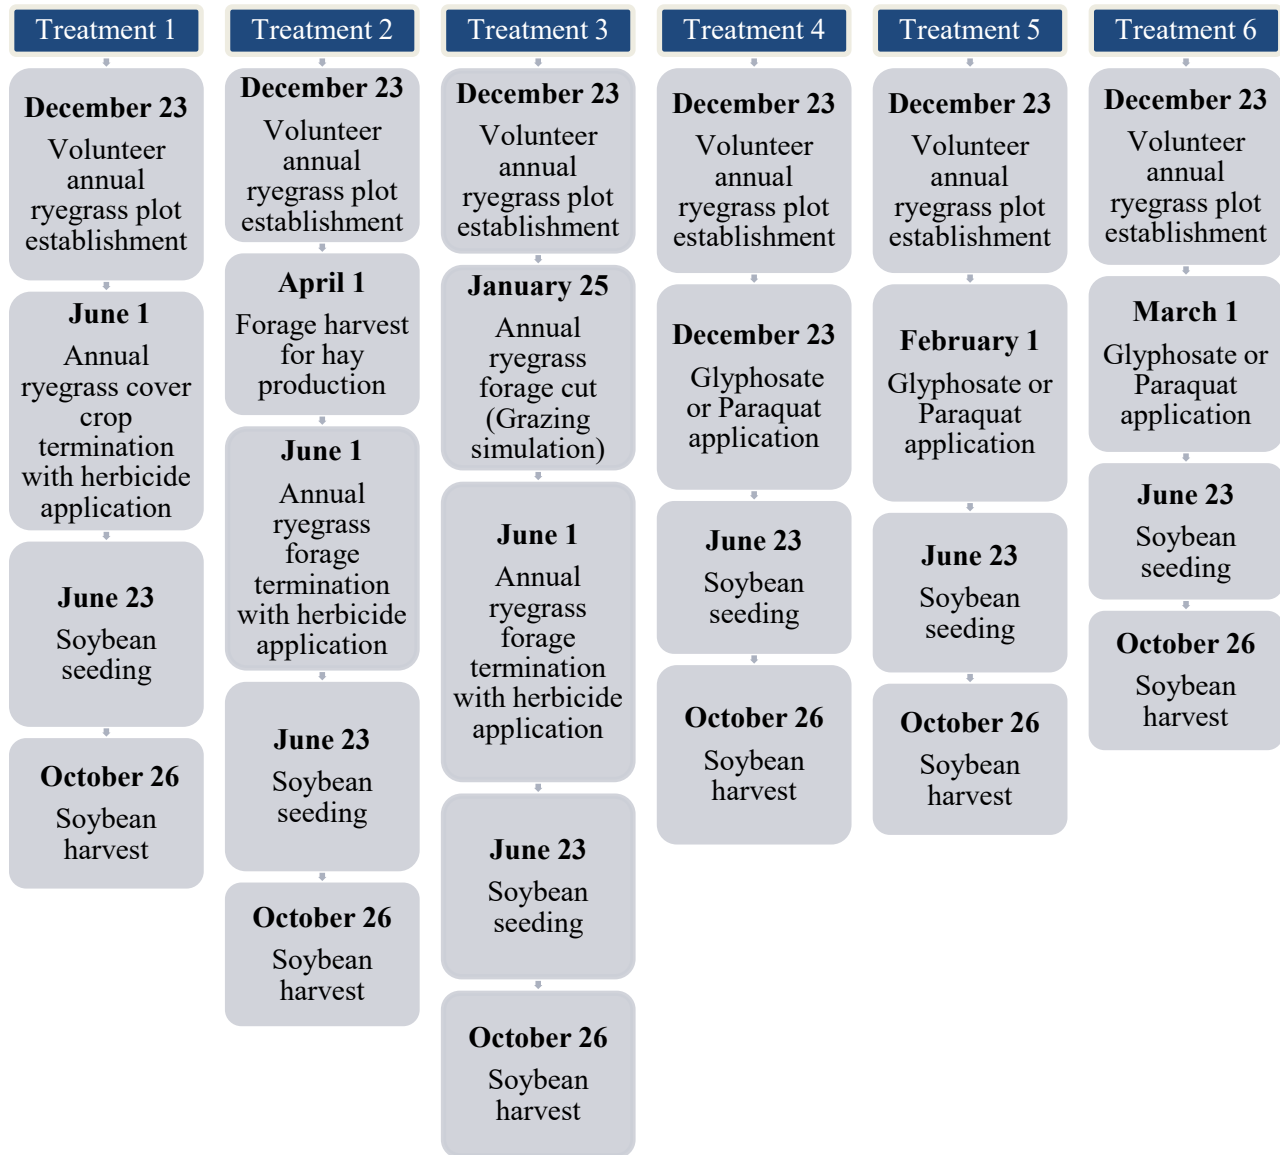 Treatment 1
December 23
Volunteer
annual
ryegrass plot
establishment
June 1
Annual
ryegrass cover
crop
termination
with herbicide
application
June 23
Soybean
seeding
October 26
Soybean
harvest
Treatment 2
December 23
Volunteer
annual
ryegrass plot
establishment
April 1
Forage harvest
for hay
production
June 1
Annual
ryegrass
forage
termination
with herbicide
application
June 23
Soybean
seeding
October 26
Soybean
harvest
Treatment 3
December 23
Volunteer
annual
ryegrass plot
establishment
January 25
Annual
ryegrass
forage cut
(Grazing
simulation)
June 1
Annual
ryegrass
forage
termination
with herbicide
application
June 23
Soybean
seeding
October 26
Soybean
harvest
Treatment 4
December 23
Volunteer
annual
ryegrass plot
establishment
December 23
Glyphosate
or Paraquat
application
June 23
Soybean
seeding
October 26
Soybean
harvest
Treatment 5
December 23
Volunteer
annual
ryegrass plot
establishment
February 1
Glyphosate or
Paraquat
application
June 23
Soybean
seeding
October 26
Soybean
harvest
Treatment 6
December 23
Volunteer
annual
ryegrass plot
establishment
March 1
Glyphosate or
Paraquat
application
June 23
Soybean
seeding
October 26
Soybean
harvest